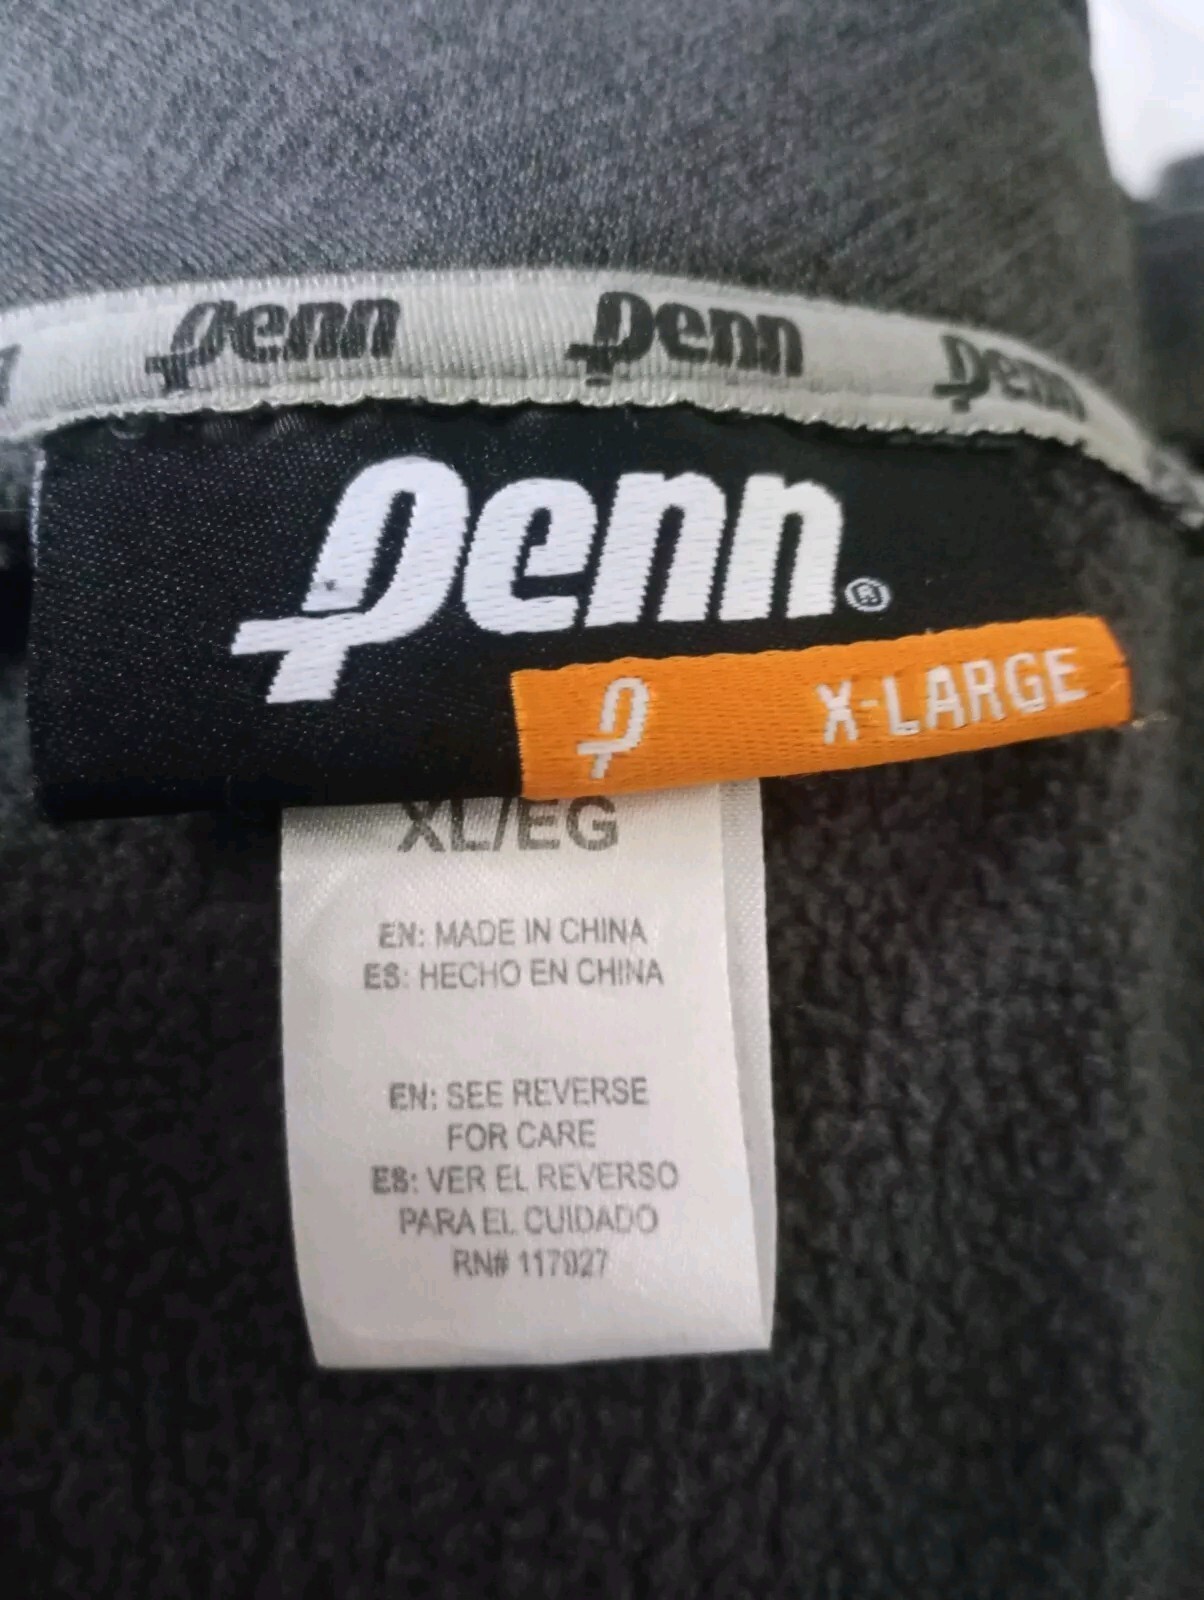 Penn Penn Penn
Penn®
X-LARGE
XL/EG
EN: MADE IN CHINA
ES: HECHO EN CHINA
EN: SEE REVERSE
FOR CARE
ES: VER EL REVERSO
PARA EL CUIDADO
RN# 117927